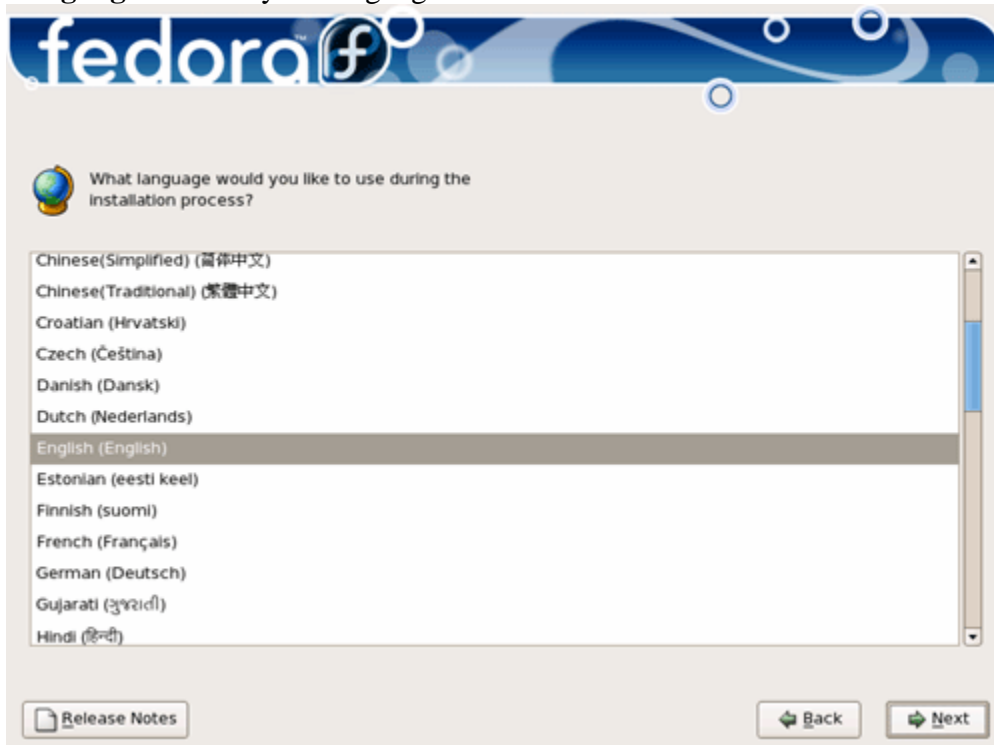 fedora™ f
What language would you like to use during the
installation process?
Chinese(Simplified) (简体中文)
Chinese(Traditional) (繁體中文)
Croatian (Hrvatski)
Czech (Čeština)
Danish (Dansk)
Dutch (Nederlands)
English (English)
Estonian (eesti keel)
Finnish (suomi)
French (Français)
German (Deutsch)
Gujarati (ગુજરાતી)
Hindi (हिन्दी)
Release Notes
Back
Next